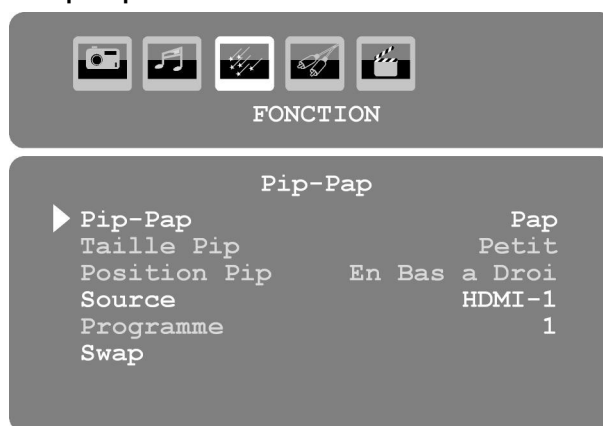 FONCTION
Pip-Pap
Pip-Pap Pap
Taille Pip Petit
Position Pip En Bas a Droi
Source HDMI-1
Programme 1
Swap